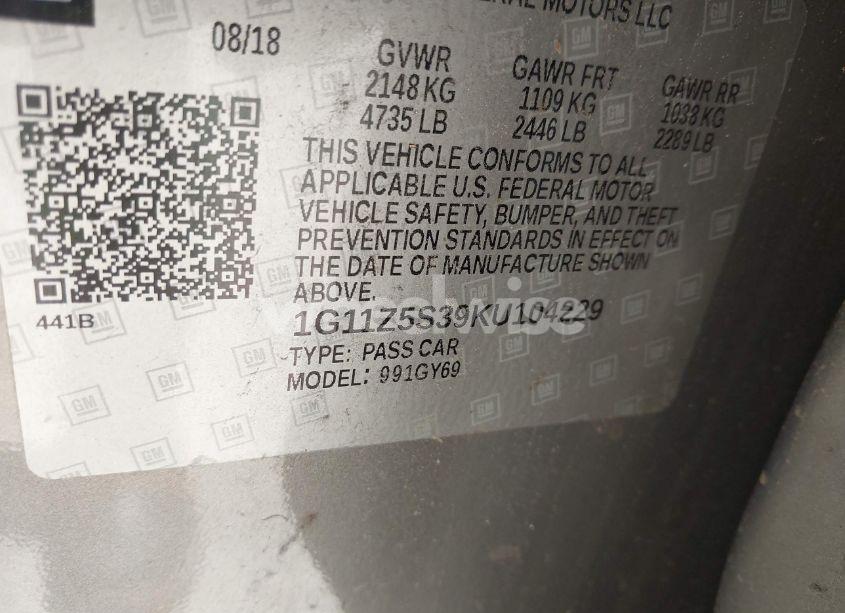 MOTORS LLC
08/18
GVWR
2148 KG
4735 LB
GAWR FRT
1109 KG
2446 LB
GAWR RR
1038 KG
2289 LB
THIS VEHICLE CONFORMS TO ALL
APPLICABLE U.S. FEDERAL MOTOR
VEHICLE SAFETY, BUMPER, AND THEFT
PREVENTION STANDARDS IN EFFECT ON
THE DATE OF MANUFACTURE SHOWN
ABOVE.
441B
1G11Z5S39KU104229
TYPE: PASS CAR
MODEL: 991GY69